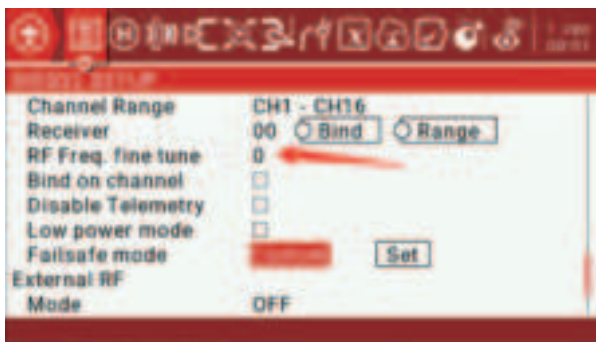 Channel Range CH1 - CH16
Receiver 00 Bind Range
RF Freq. fine tune 0
Bind on channel
Disable Telemetry
Low power mode
Failsafe mode Set
External RF
Mode OFF